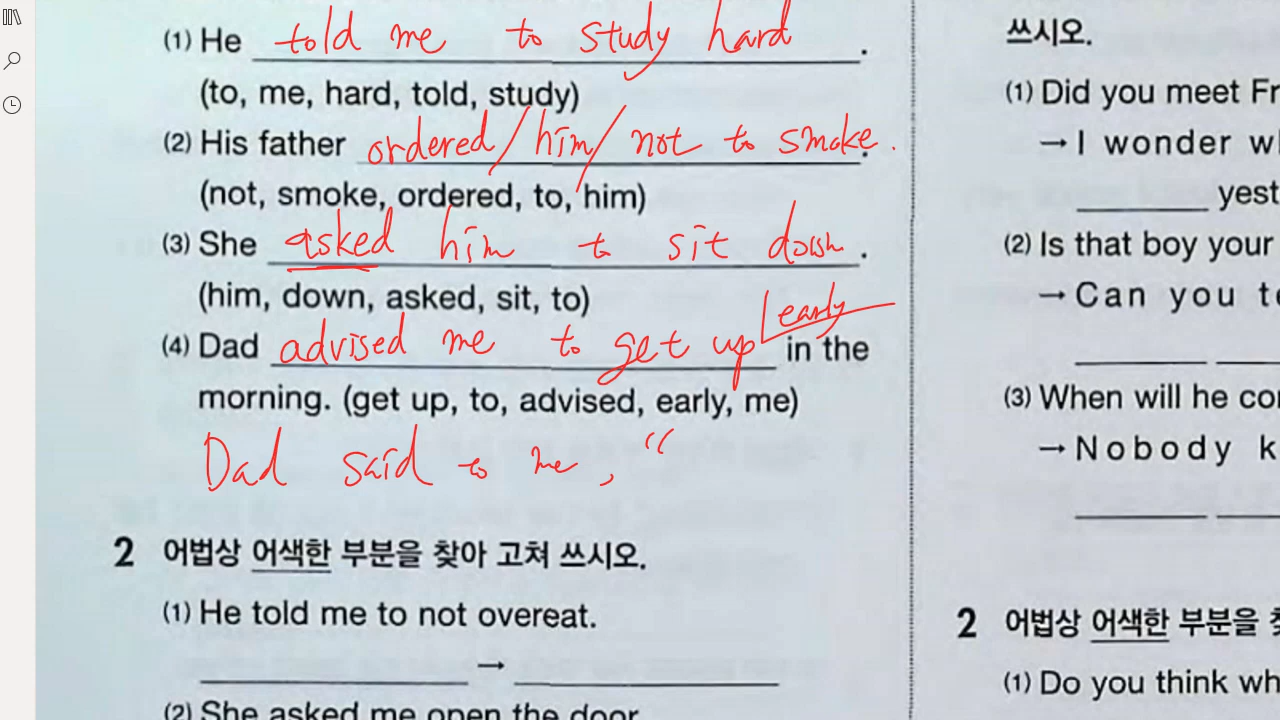 (1) He told me to study hard.
(to, me, hard, told, study)
(2) His father ordered/him/not to smoke.
(not, smoke, ordered, to, him)
(3) She asked him to sit down.
(him, down, asked, sit, to)
(4) Dad advised me to get up early in the
morning. (get up, to, advised, early, me)
Dad said to me, “
2 어법상 어색한 부분을 찾아 고쳐 쓰시오.
(1) He told me to not overeat.
→
(2) She asked me open the door.
쓰시오.
(1) Did you meet Fr
→ I wonder w
yest
(2) Is that boy your
→ Can you t
(3) When will he co
→ Nobody k
2 어법상 어색한 부분을
(1) Do you think wh